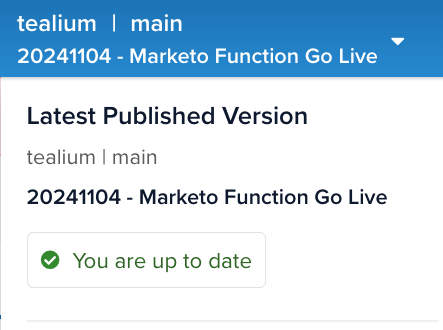 tealium | main
20241104 - Marketo Function Go Live
Latest Published Version
tealium | main
20241104 - Marketo Function Go Live
You are up to date